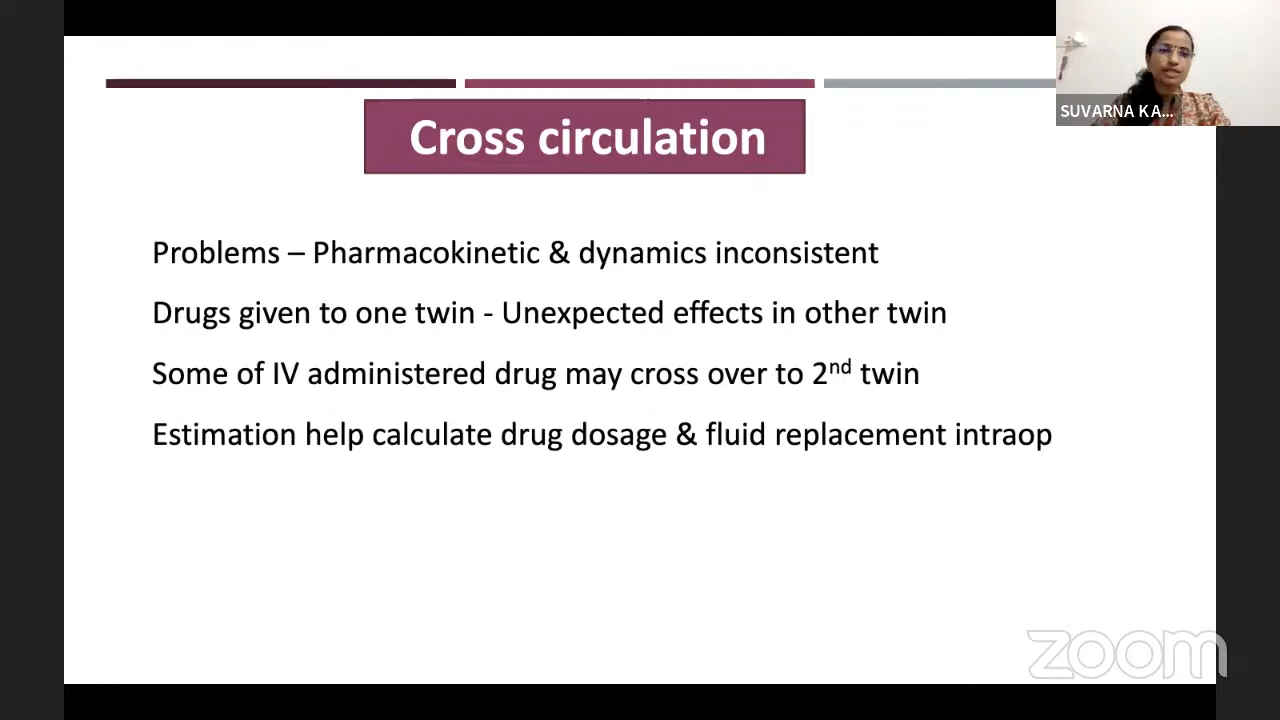 Cross circulation
SUVARNA K A...
Problems – Pharmacokinetic & dynamics inconsistent
Drugs given to one twin - Unexpected effects in other twin
Some of IV administered drug may cross over to 2nd twin
Estimation help calculate drug dosage & fluid replacement intraop
zoom